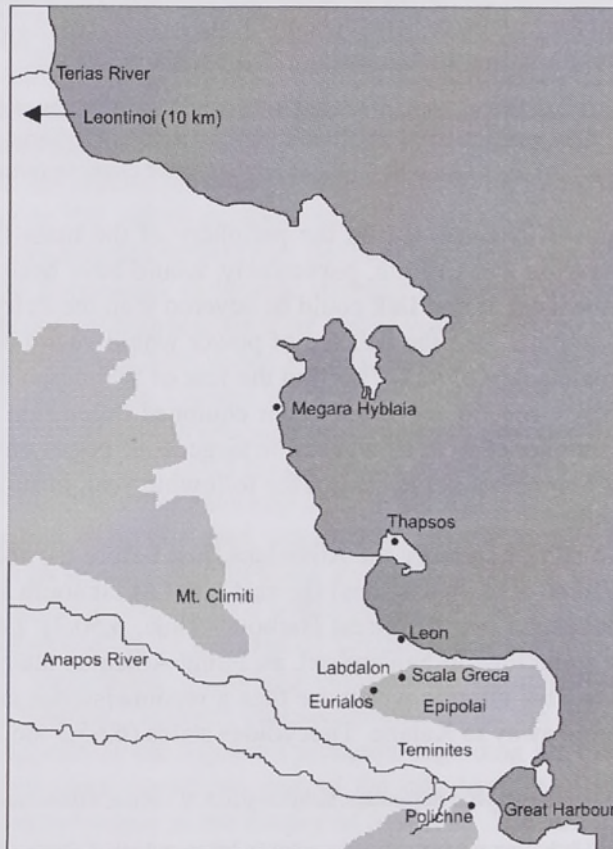 Terias River
Leontinoi (10 km)
Megara Hyblaia
Thapsos
Mt. Climiti
Leon
Anapos River
Labdalon
Scala Greca
Eurialos
Epipolai
Teminites
Polichne
Great Harbour